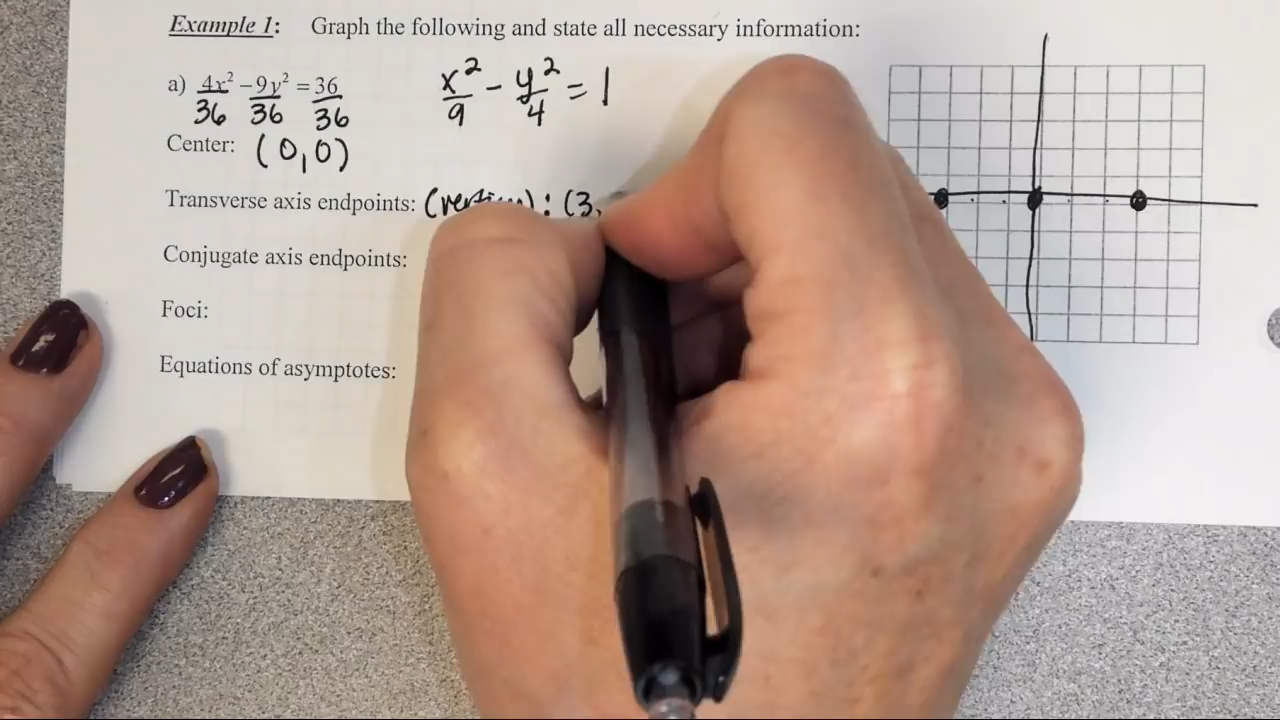 Example 1: Graph the following and state all necessary information:
a) 4x²/36 − 9y²/36 = 36/36 x²/9 − y²/4 = 1
Center: (0,0)
Transverse axis endpoints: : (3,
Conjugate axis endpoints:
Foci:
Equations of asymptotes: